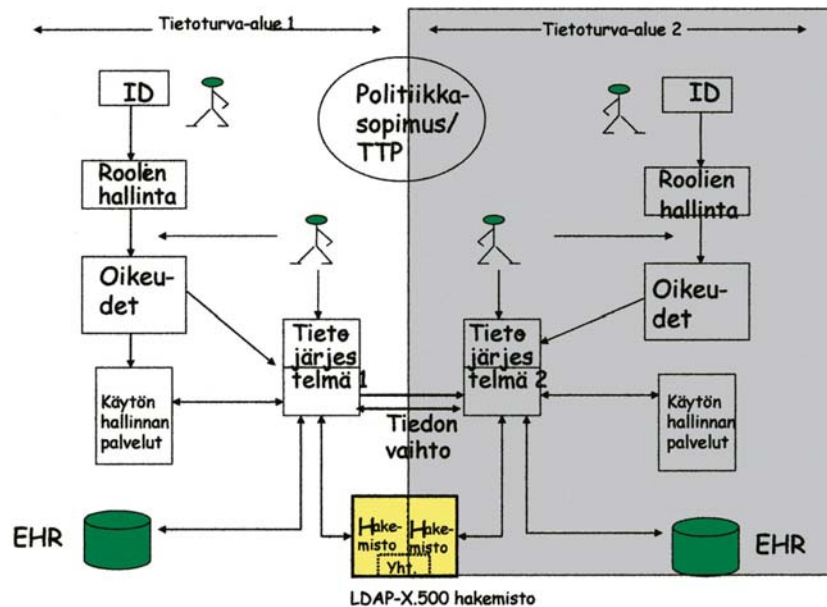 Tietoturva-alue 1
Tietoturva-alue 2
ID
Politiikka-
sopimus/
TTP
ID
Roolien
hallinta
Roolien
hallinta
Oikeu-
det
Oikeu-
det
Tieto
järjes
telmä 1
Tieto
järjes
telmä 2
Käytön
hallinnan
palvelut
Tiedon
vaihto
Käytön
hallinnan
palvelut
EHR
Hake-
misto
Hake-
misto
Yht.
EHR
LDAP-X.500 hakemisto